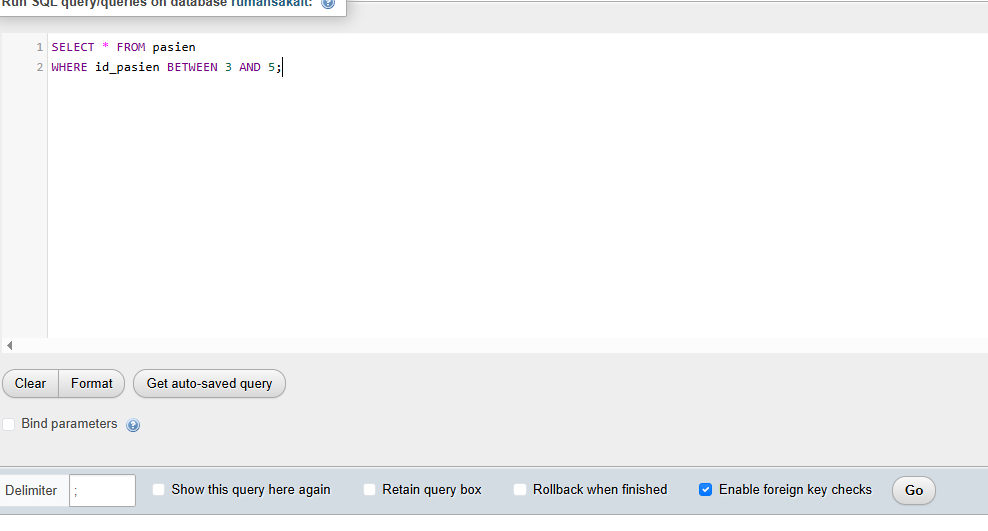 Run SQL query/queries on database rumahsakait:
1 SELECT * FROM pasien
2 WHERE id_pasien BETWEEN 3 AND 5;
Clear Format Get auto-saved query
Bind parameters
Delimiter ; Show this query here again Retain query box Rollback when finished Enable foreign key checks Go